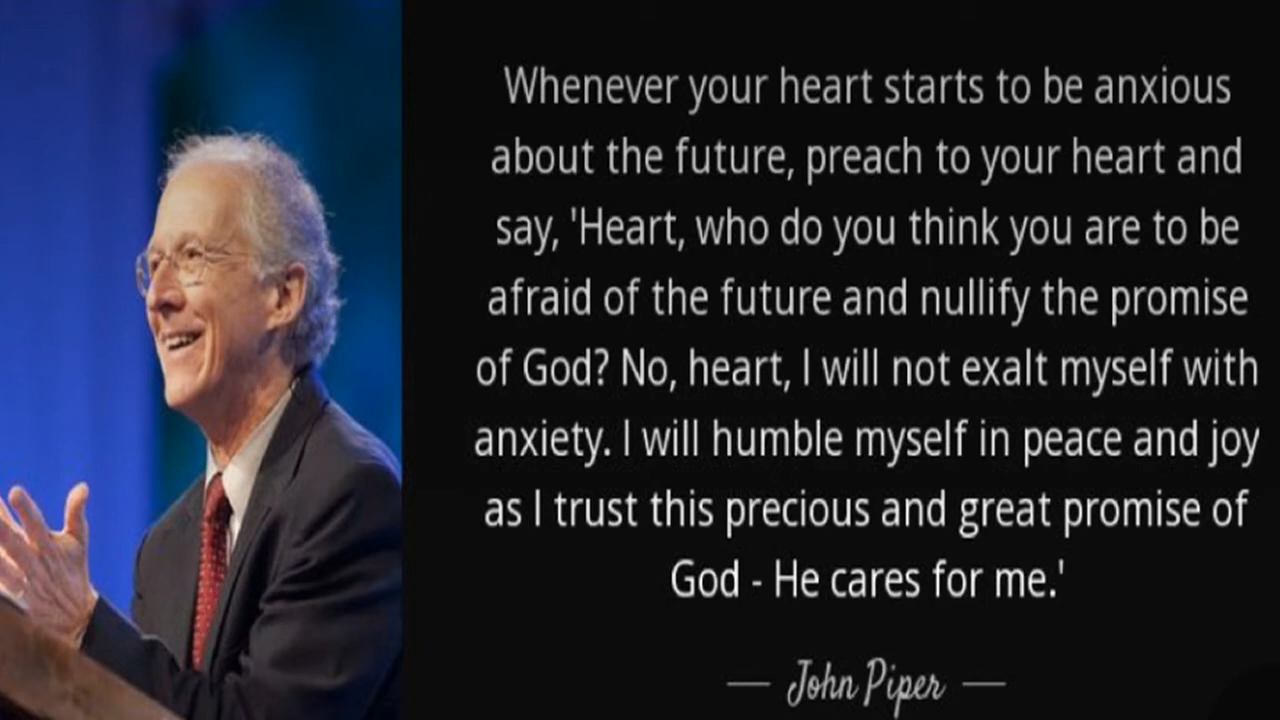 Whenever your heart starts to be anxious
about the future, preach to your heart and
say, 'Heart, who do you think you are to be
afraid of the future and nullify the promise
of God? No, heart, I will not exalt myself with
anxiety. I will humble myself in peace and joy
as I trust this precious and great promise of
God - He cares for me.'
— John Piper —